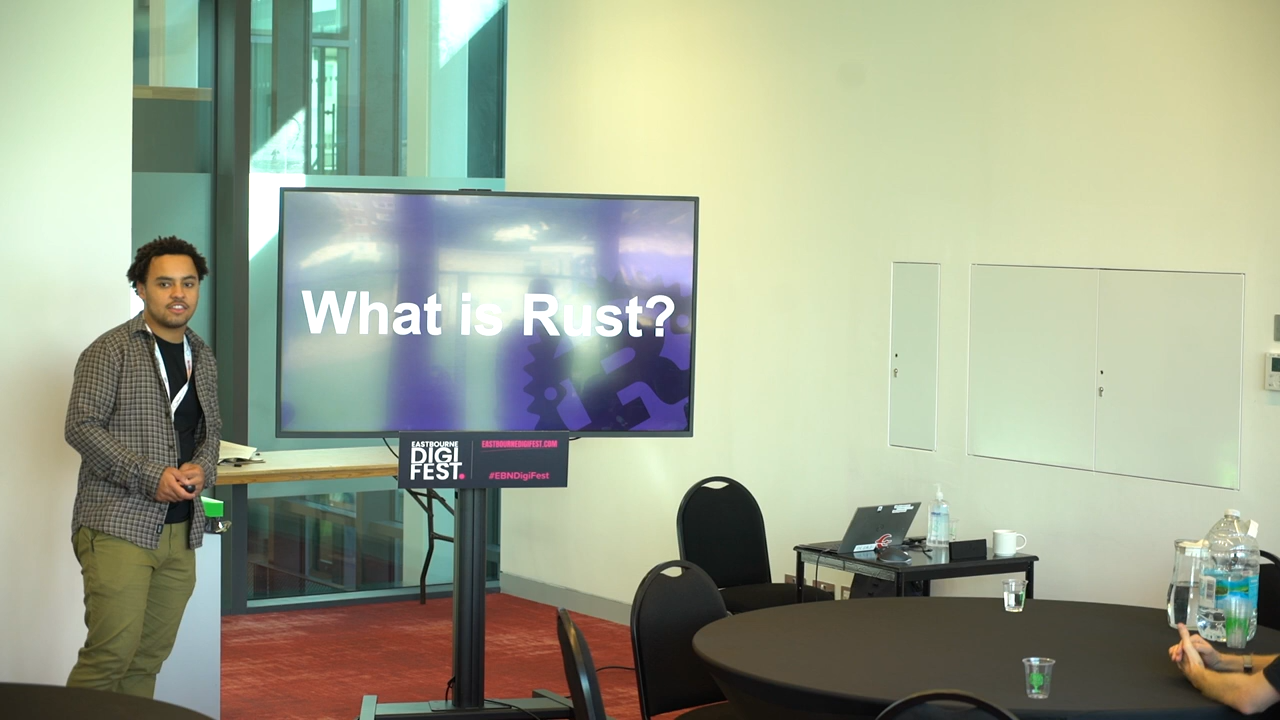 What is Rust?
EASTBOURNE
DIGI
FEST.
EASTBOURNEDIGIFEST.COM
#EBNDigiFest